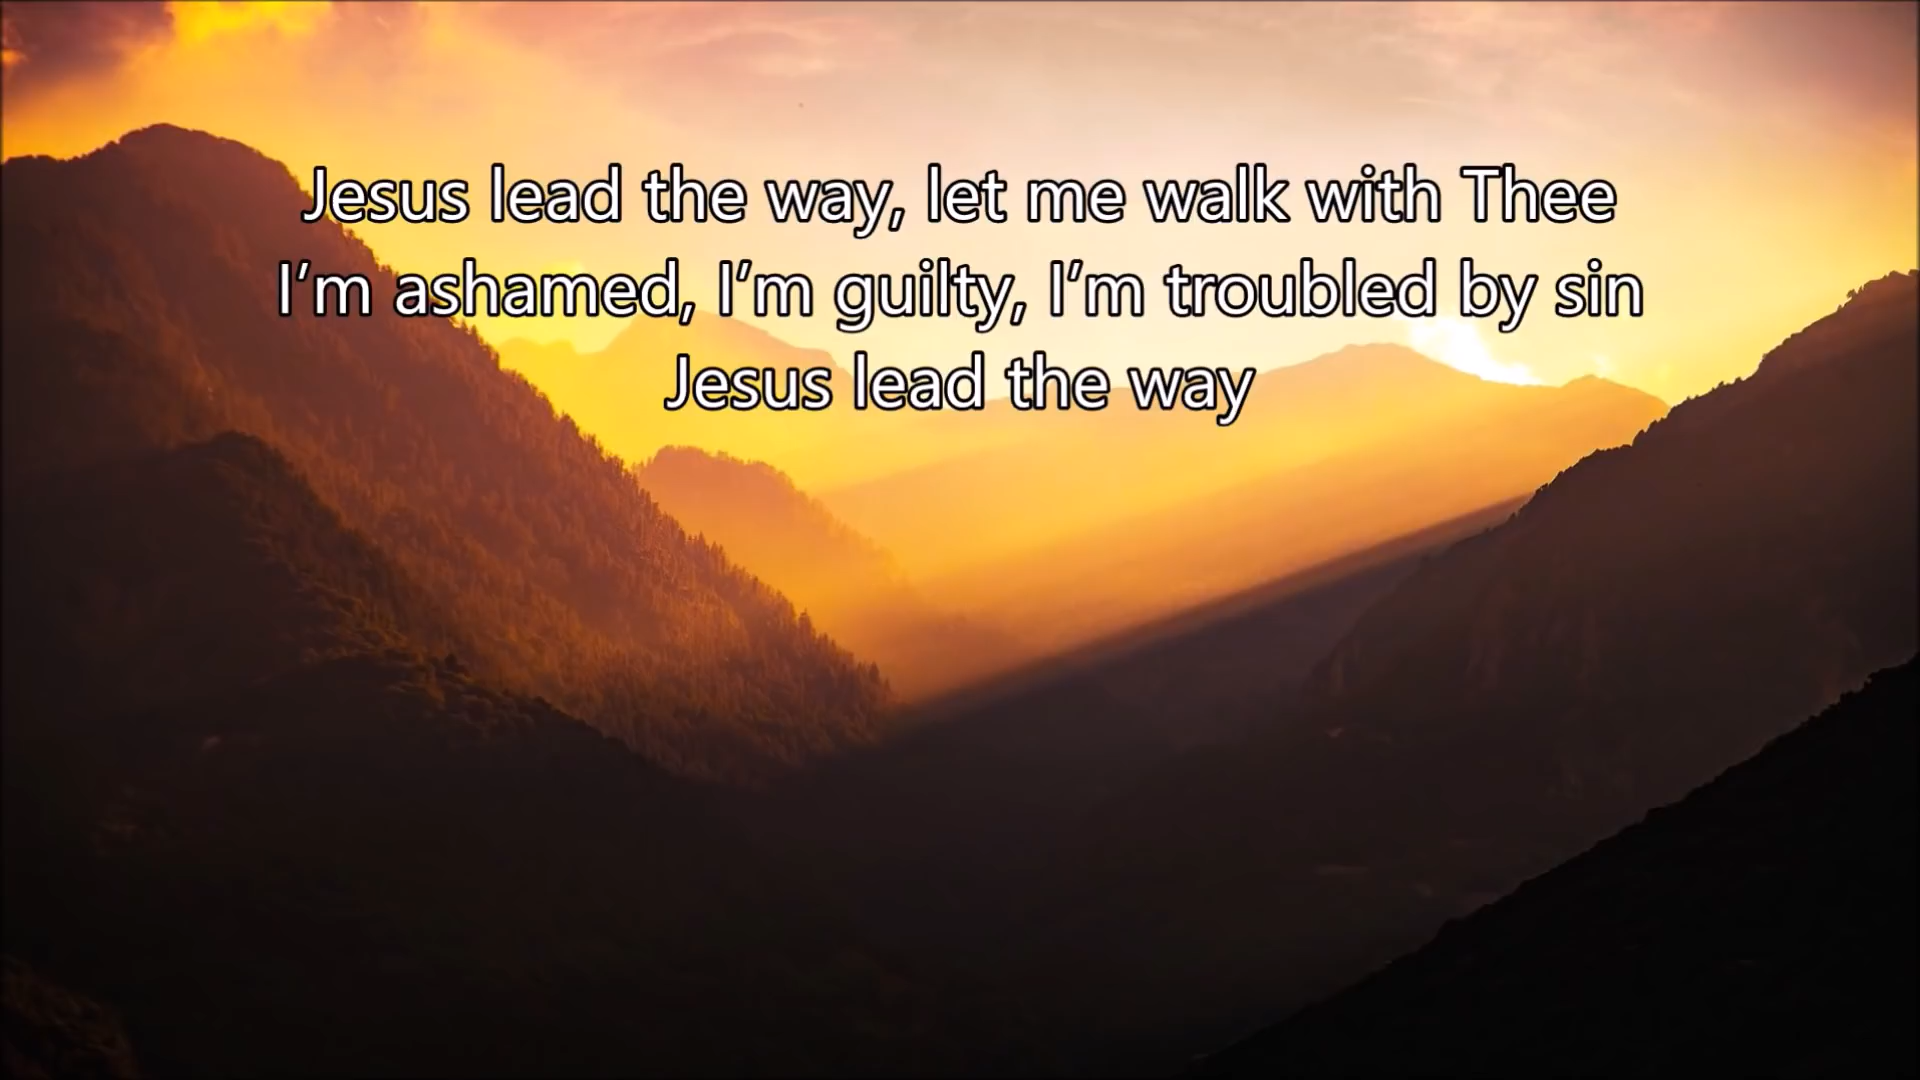 Jesus lead the way, let me walk with Thee
I’m ashamed, I’m guilty, I’m troubled by sin
Jesus lead the way